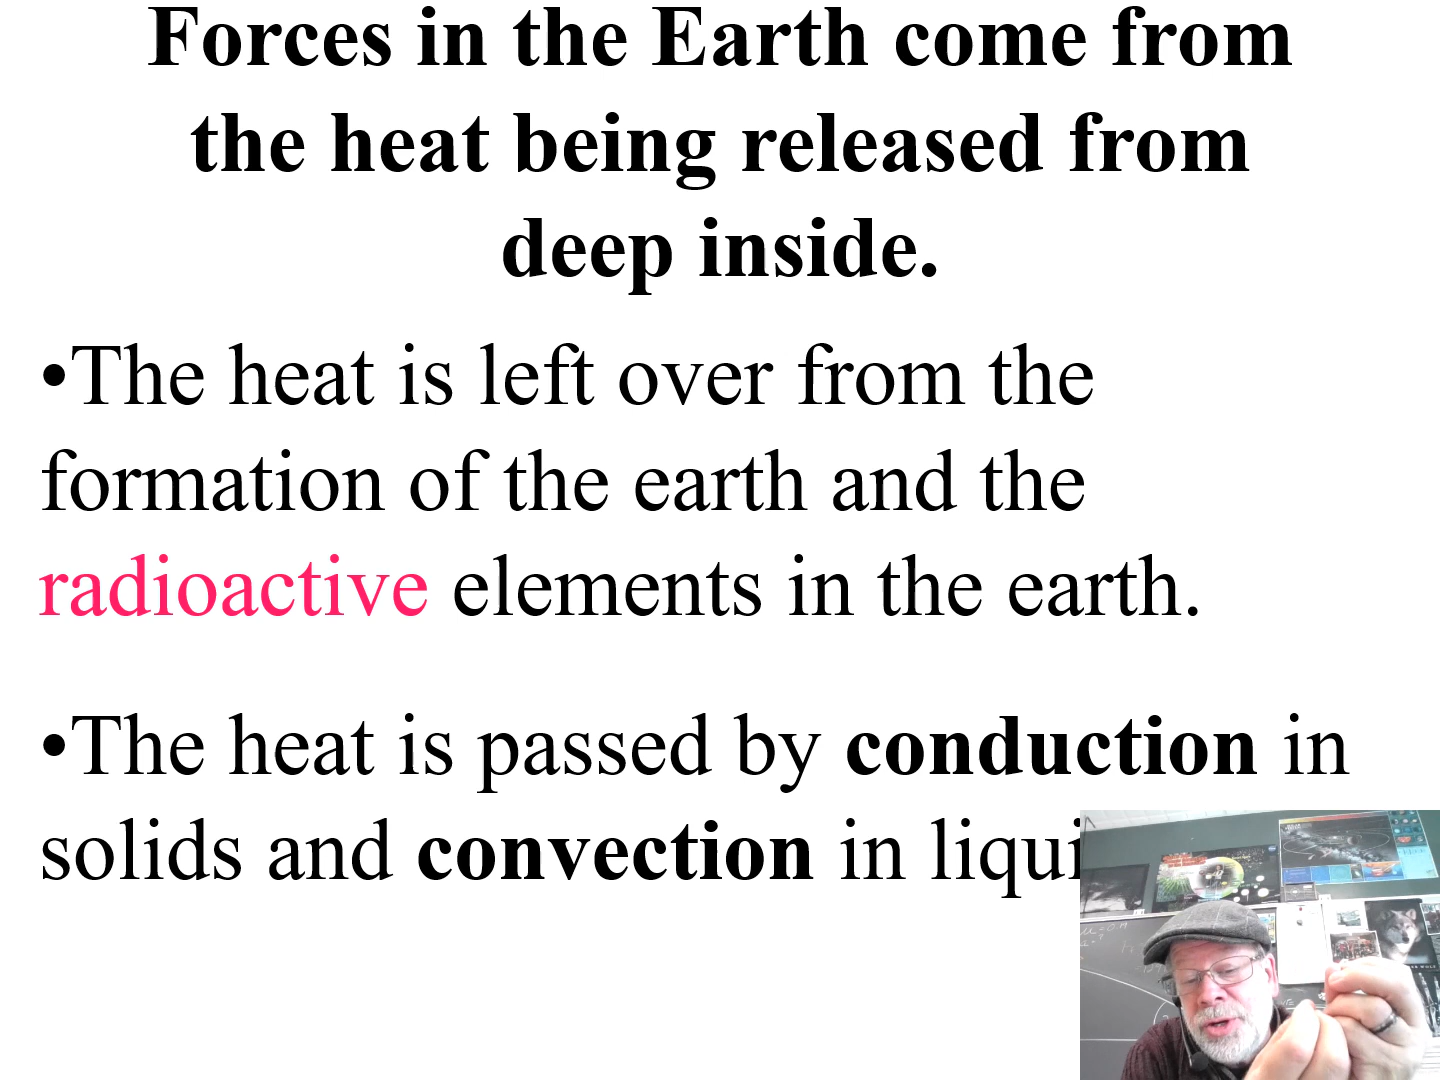 Forces in the Earth come from
the heat being released from
deep inside.
•The heat is left over from the
formation of the earth and the
radioactive elements in the earth.
•The heat is passed by conduction in
solids and convection in liqui